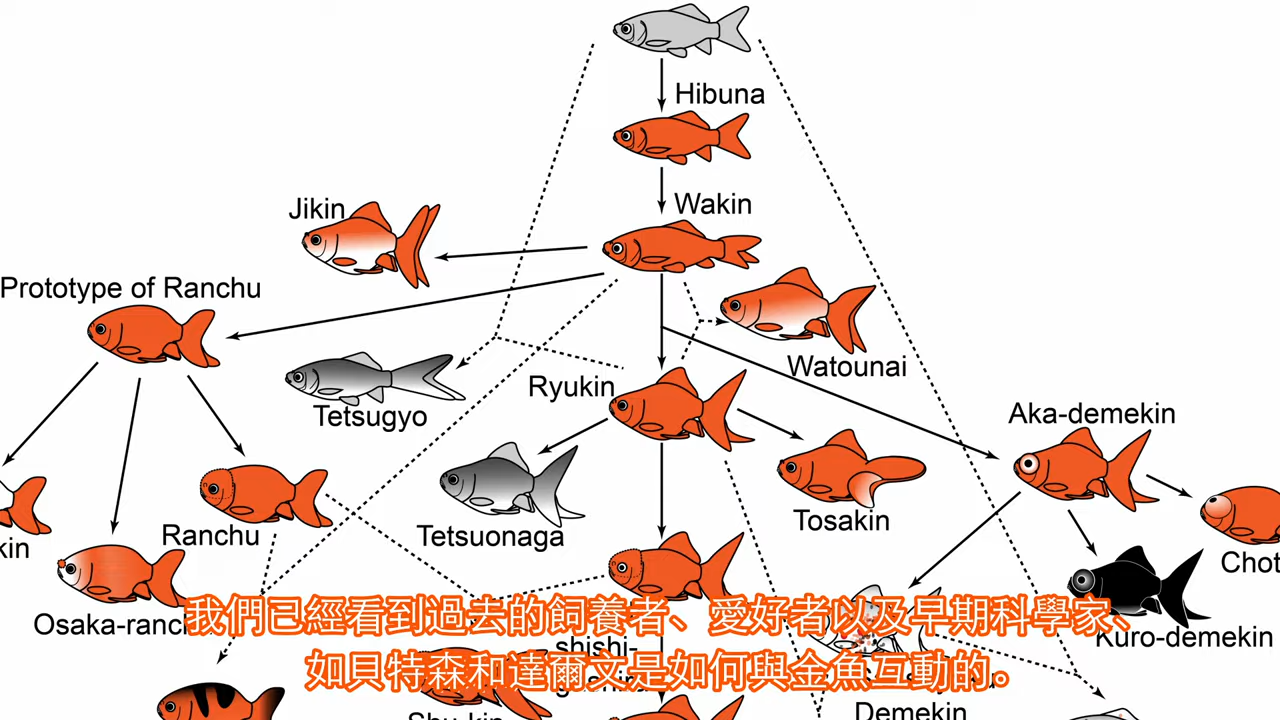 Hibuna
Wakin
Jikin
Prototype of Ranchu
Watounai
Ryukin
Tetsugyo
Aka-demekin
Tosakin
Ranchu
Tetsuonaga
kin
Chot
Osaka-ranc
Kuro-demekin
我們已經看到過去的飼養者、愛好者以及早期科學家、
如貝特森和達爾文是如何與金魚互動的。
shishi-
Demekin